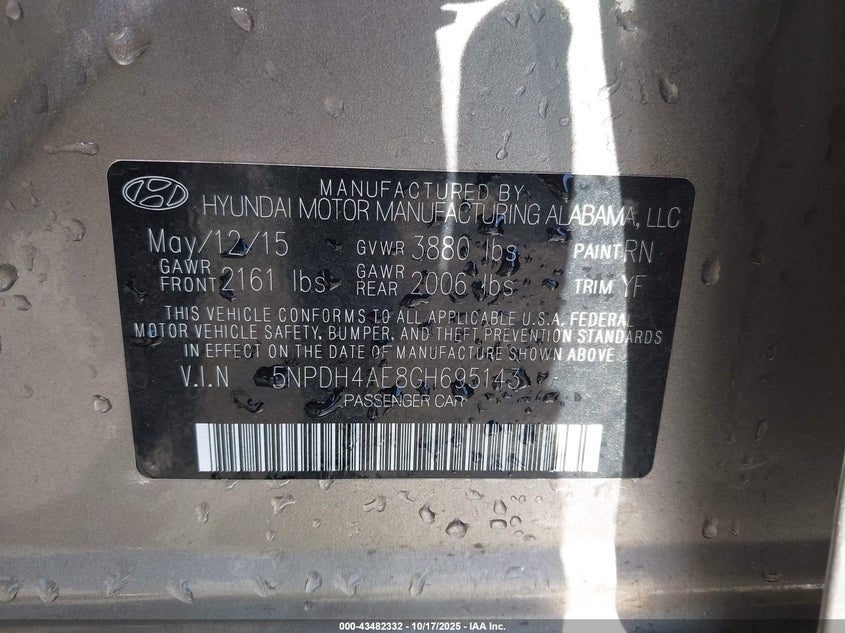 MANUFACTURED BY
HYUNDAI MOTOR MANUFACTURING ALABAMA, LLC
May/12/15 GVWR 3880 lbs PAINT RN
GAWR FRONT 2161 lbs GAWR REAR 2006 lbs TRIM YF
THIS VEHICLE CONFORMS TO ALL APPLICABLE U.S.A. FEDERAL
MOTOR VEHICLE SAFETY, BUMPER, AND THEFT PREVENTION STANDARDS
IN EFFECT ON THE DATE OF MANUFACTURE SHOWN ABOVE
V.I.N 5NPDH4AE8GH695143
PASSENGER CAR
000-43482332 - 10/17/2025 - IAA Inc.